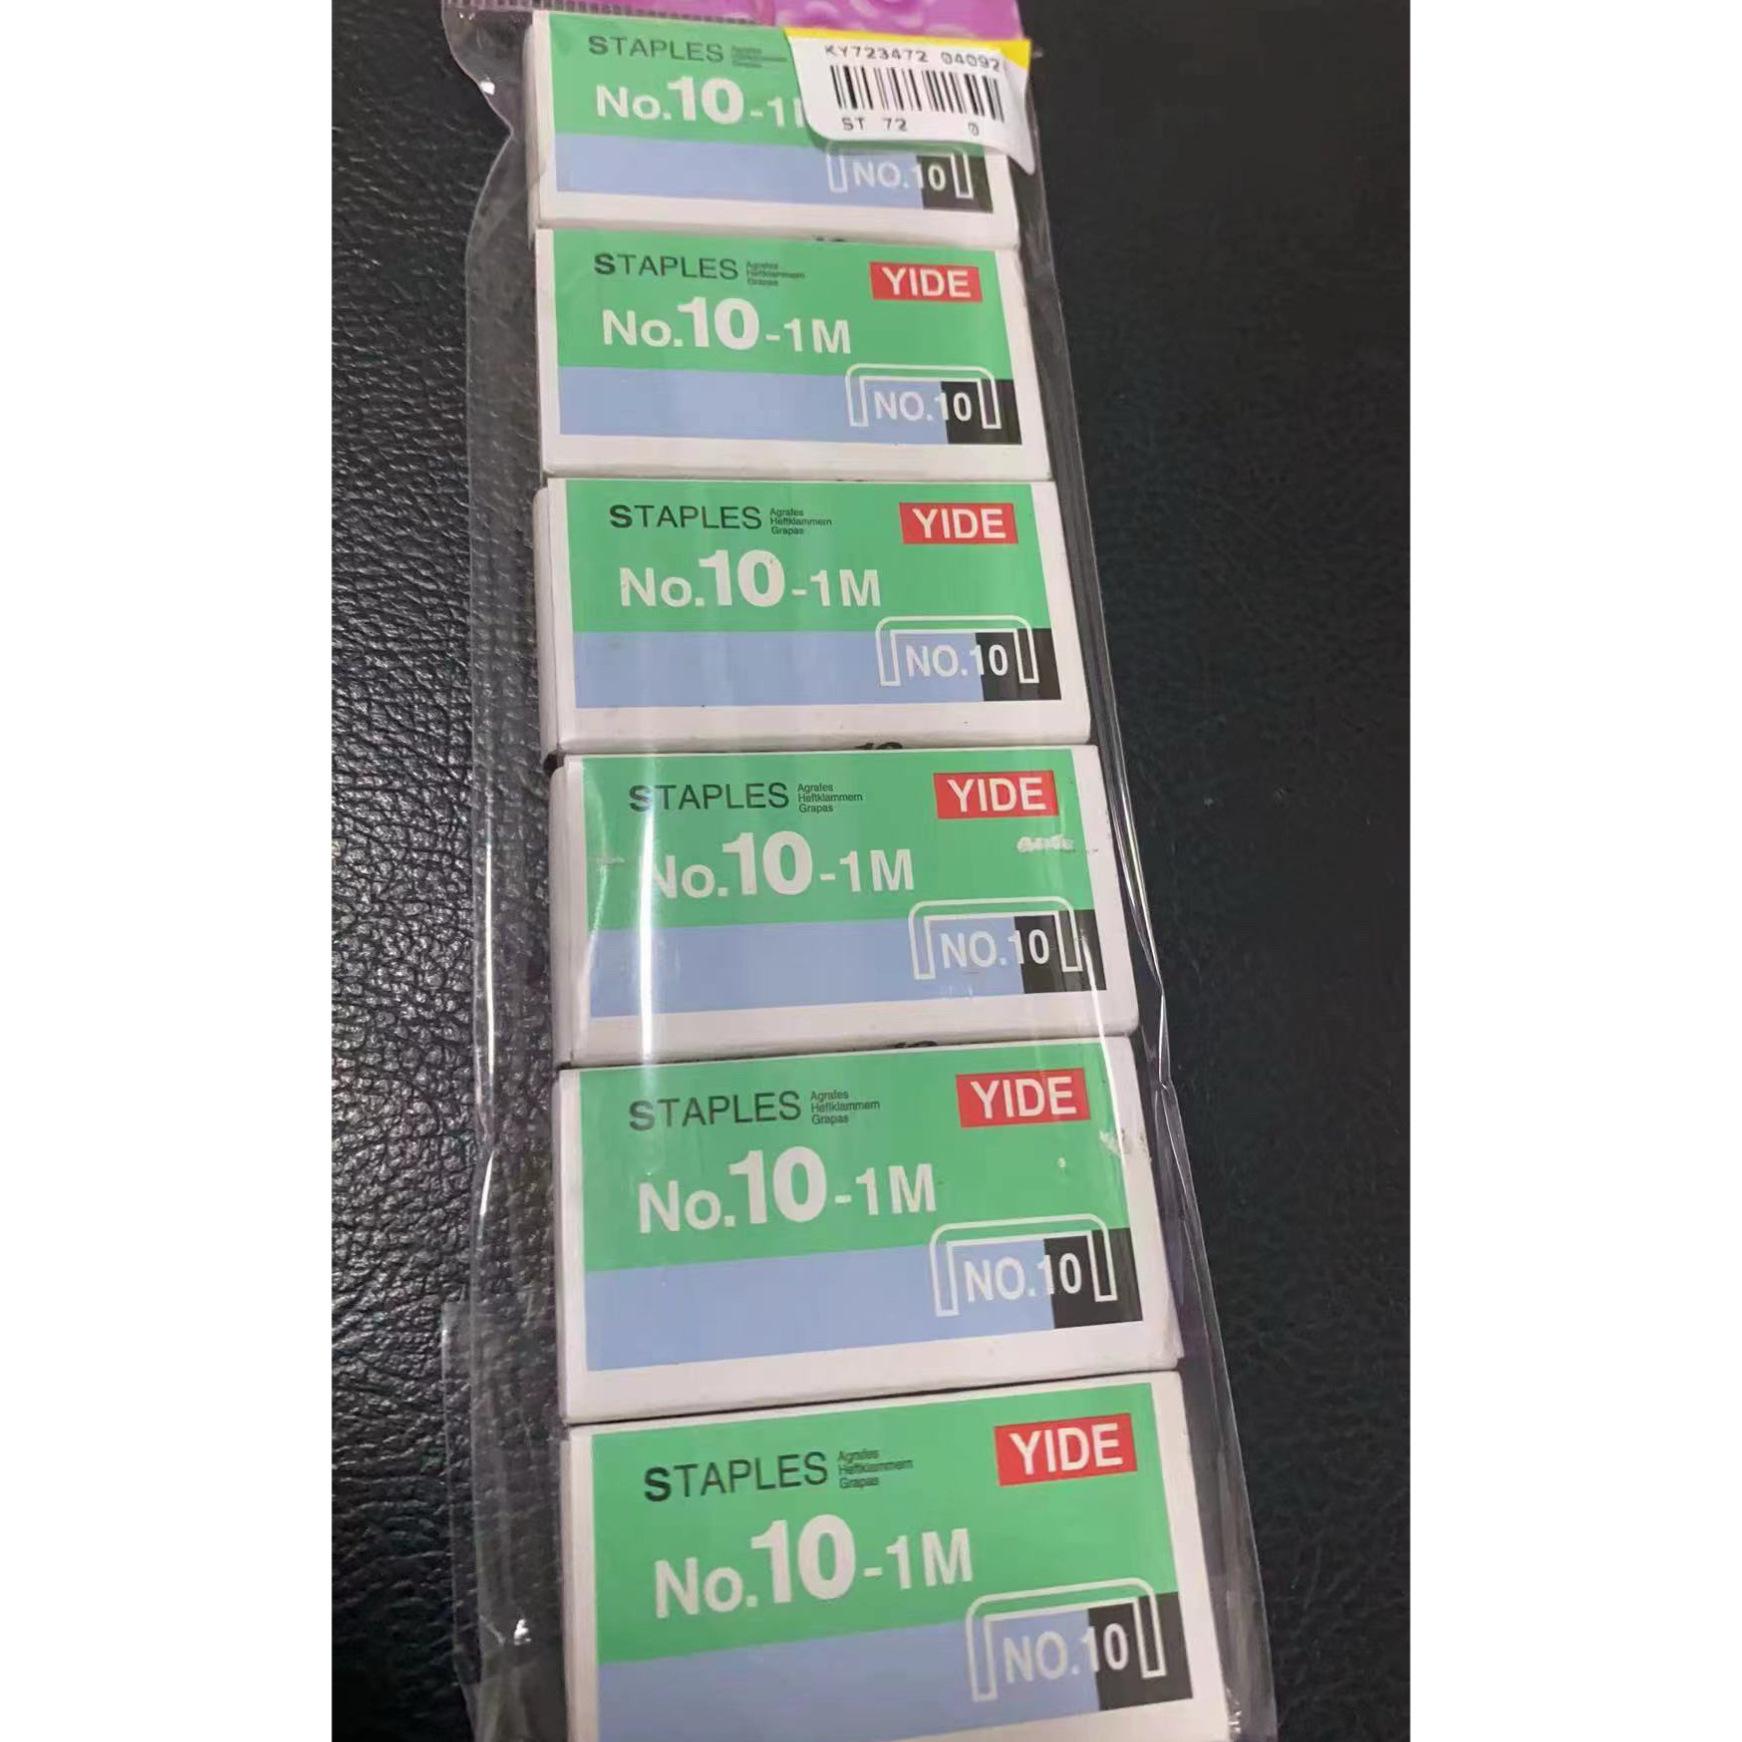 KY723472 04092
ST 72 0
STAPLES
No.10-1
NO.10
STAPLES Agrafes
Heftklammern
Grapas
YIDE
No.10-1M
NO.10
STAPLES Agrafes
Heftklammern
Grapas
YIDE
No.10-1M
NO.10
STAPLES Agrafes
Heftklammern
Grapas
YIDE
No.10-1M
NO.10
STAPLES Agrafes
Heftklammern
Grapas
YIDE
No.10-1M
NO.10
STAPLES Agrafes
Heftklammern
Grapas
YIDE
No.10-1M
NO.10